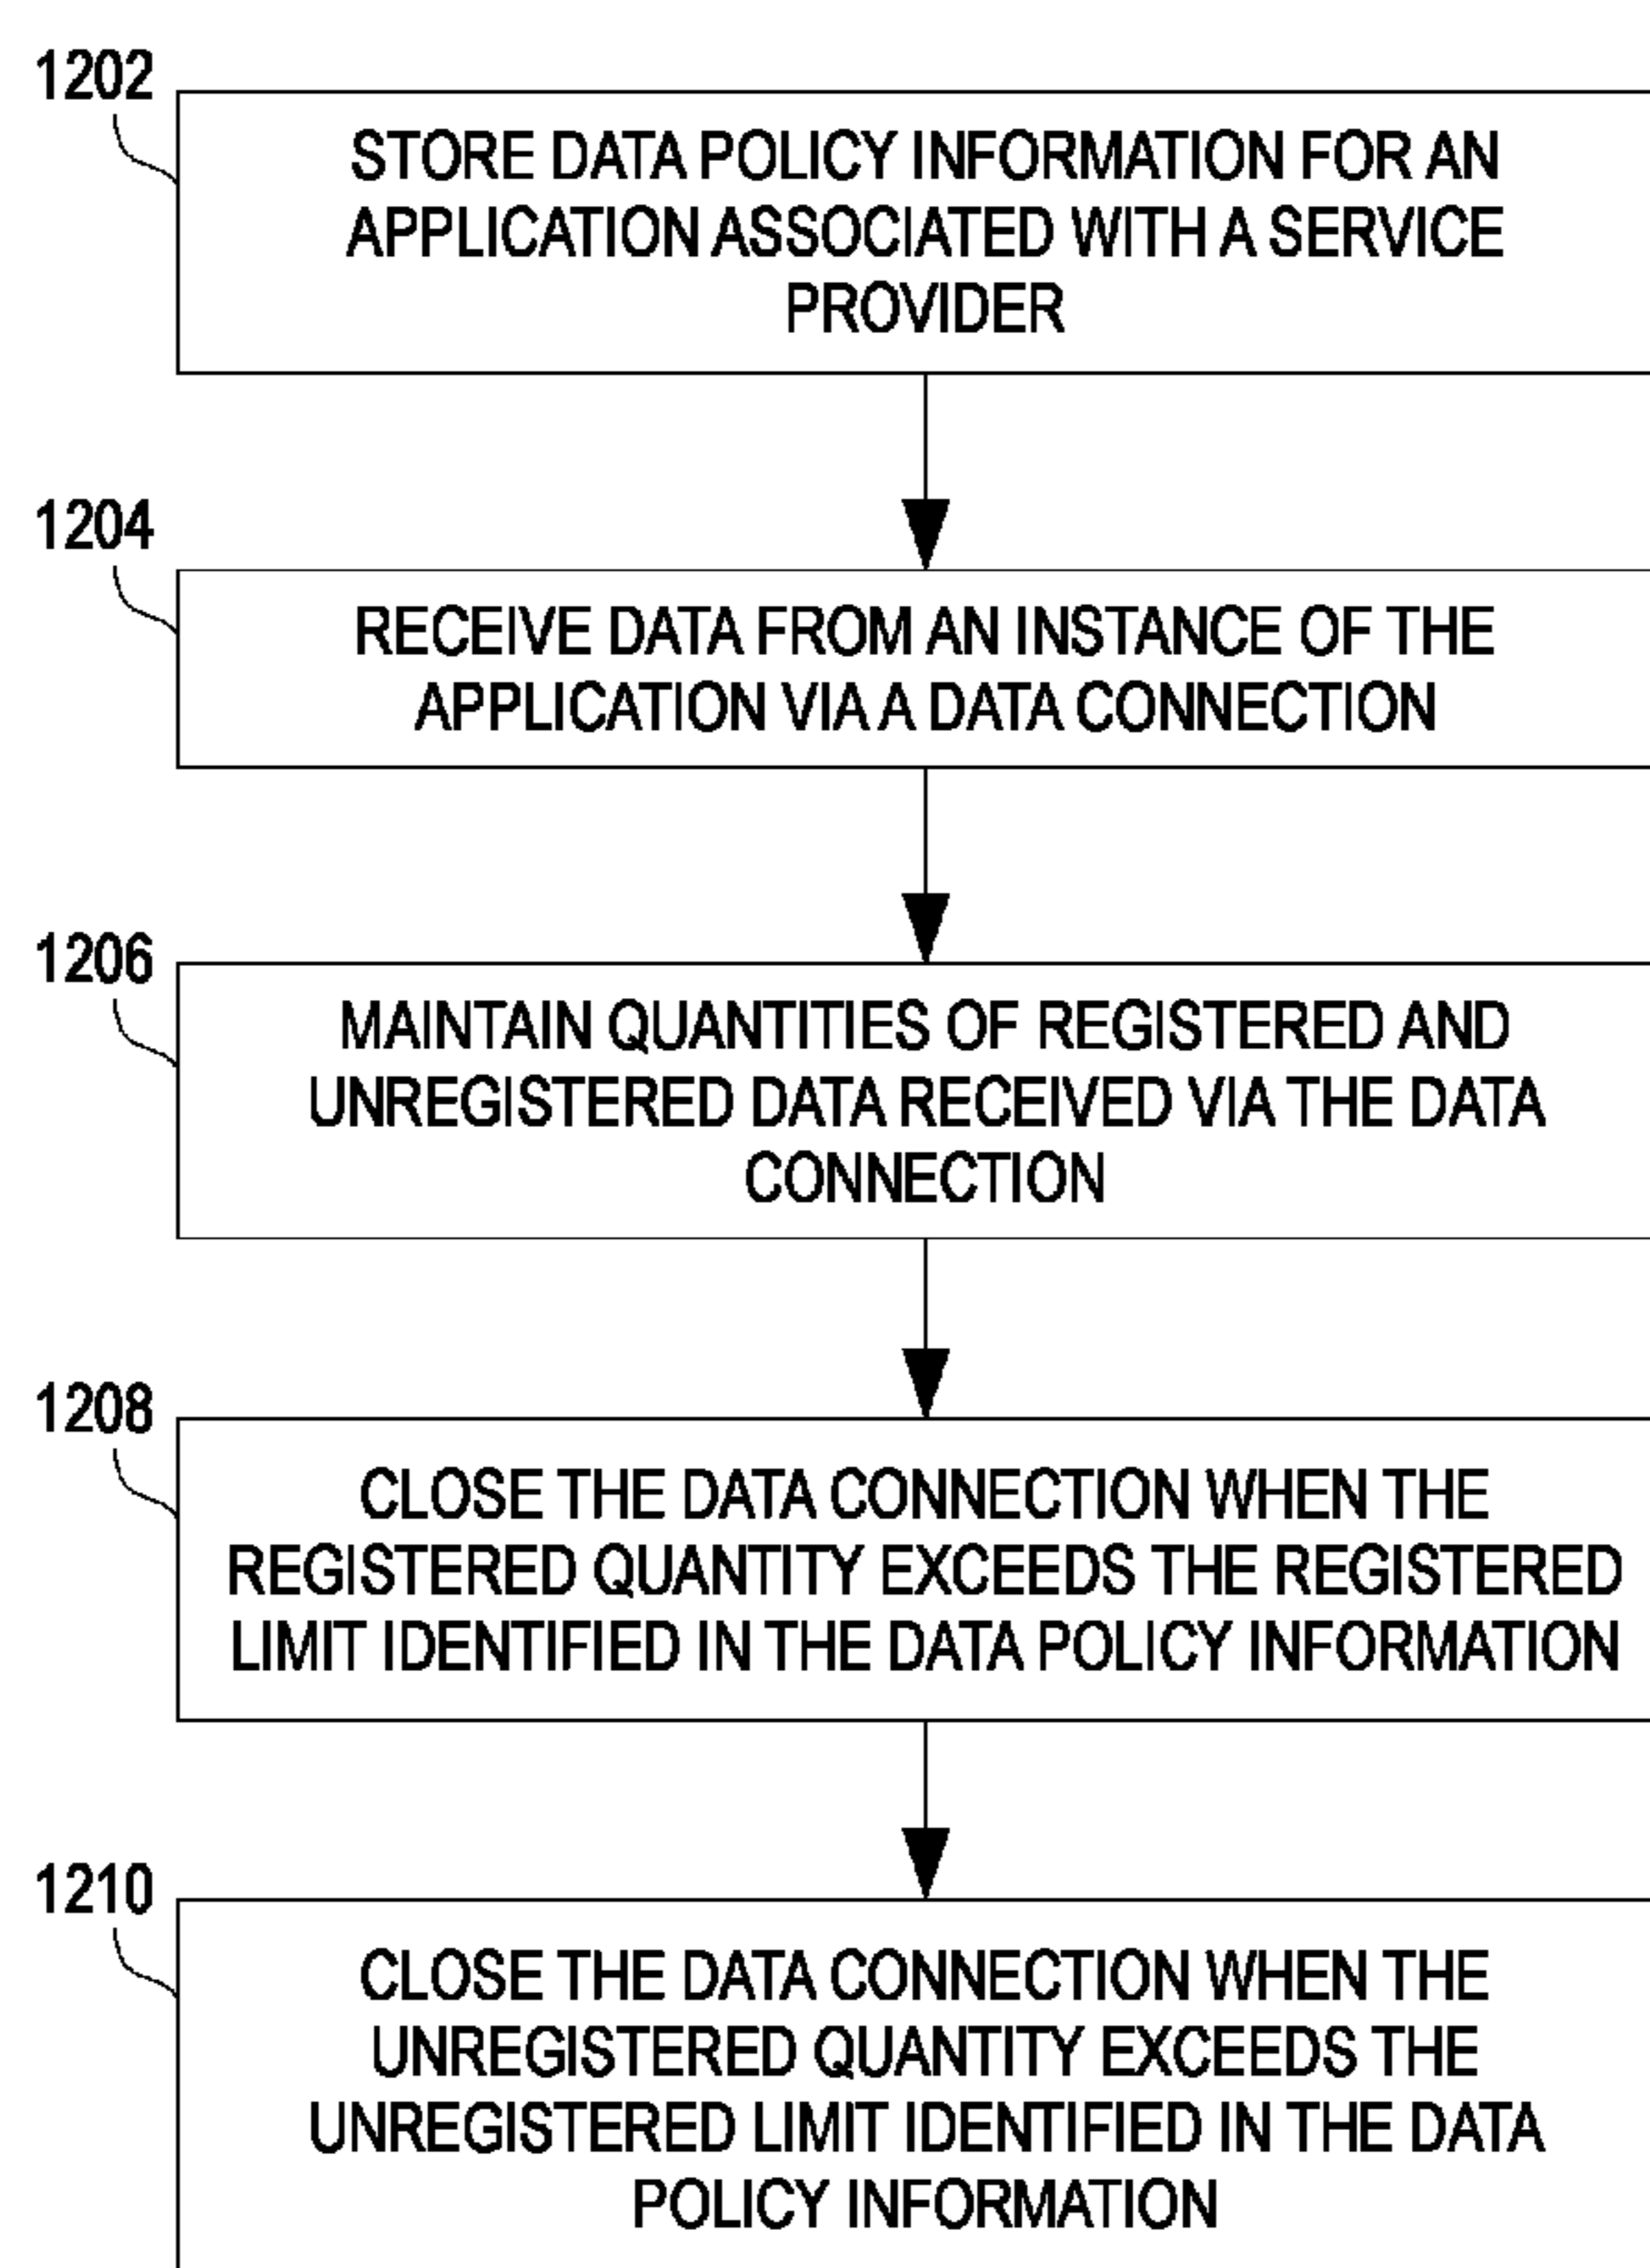 1202
STORE DATA POLICY INFORMATION FOR AN
APPLICATION ASSOCIATED WITH A SERVICE
PROVIDER
1204
RECEIVE DATA FROM AN INSTANCE OF THE
APPLICATION VIA A DATA CONNECTION
1206
MAINTAIN QUANTITIES OF REGISTERED AND
UNREGISTERED DATA RECEIVED VIA THE DATA
CONNECTION
1208
CLOSE THE DATA CONNECTION WHEN THE
REGISTERED QUANTITY EXCEEDS THE REGISTERED
LIMIT IDENTIFIED IN THE DATA POLICY INFORMATION
1210
CLOSE THE DATA CONNECTION WHEN THE
UNREGISTERED QUANTITY EXCEEDS THE
UNREGISTERED LIMIT IDENTIFIED IN THE DATA
POLICY INFORMATION